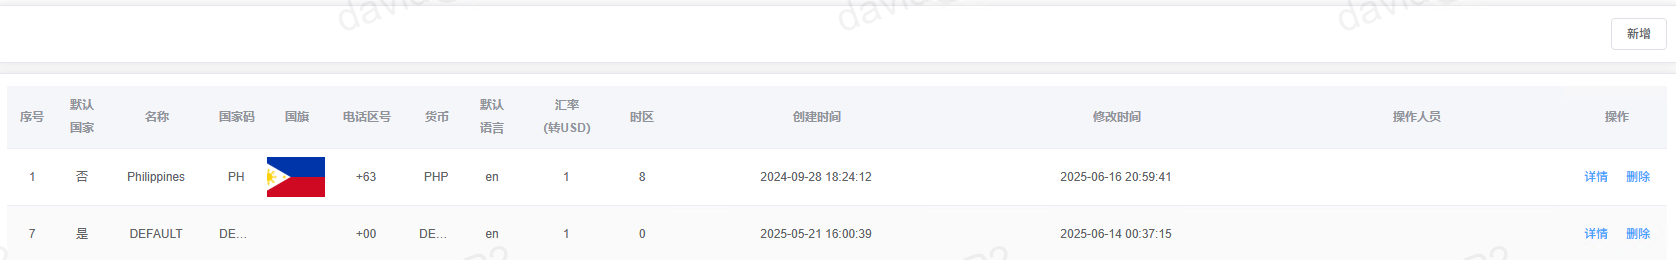 新增
序号 默认国家 名称 国家码 国旗 电话区号 货币 默认语言 汇率(转USD) 时区 创建时间 修改时间 操作人员 操作
1 否 Philippines PH +63 PHP en 1 8 2024-09-28 18:24:12 2025-06-16 20:59:41 详情 删除
7 是 DEFAULT DE... +00 DE... en 1 0 2025-05-21 16:00:39 2025-06-14 00:37:15 详情 删除